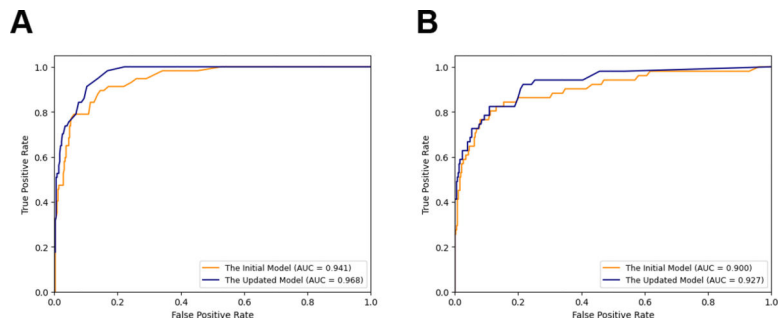 A
1.0
0.8
0.6
0.4
0.2
0.0
True Positive Rate
The Initial Model (AUC = 0.941)
The Updated Model (AUC = 0.968)
0.0 0.2 0.4 0.6 0.8 1.0
False Positive Rate
B
1.0
0.8
0.6
0.4
0.2
0.0
True Positive Rate
The Initial Model (AUC = 0.900)
The Updated Model (AUC = 0.927)
0.0 0.2 0.4 0.6 0.8 1.0
False Positive Rate